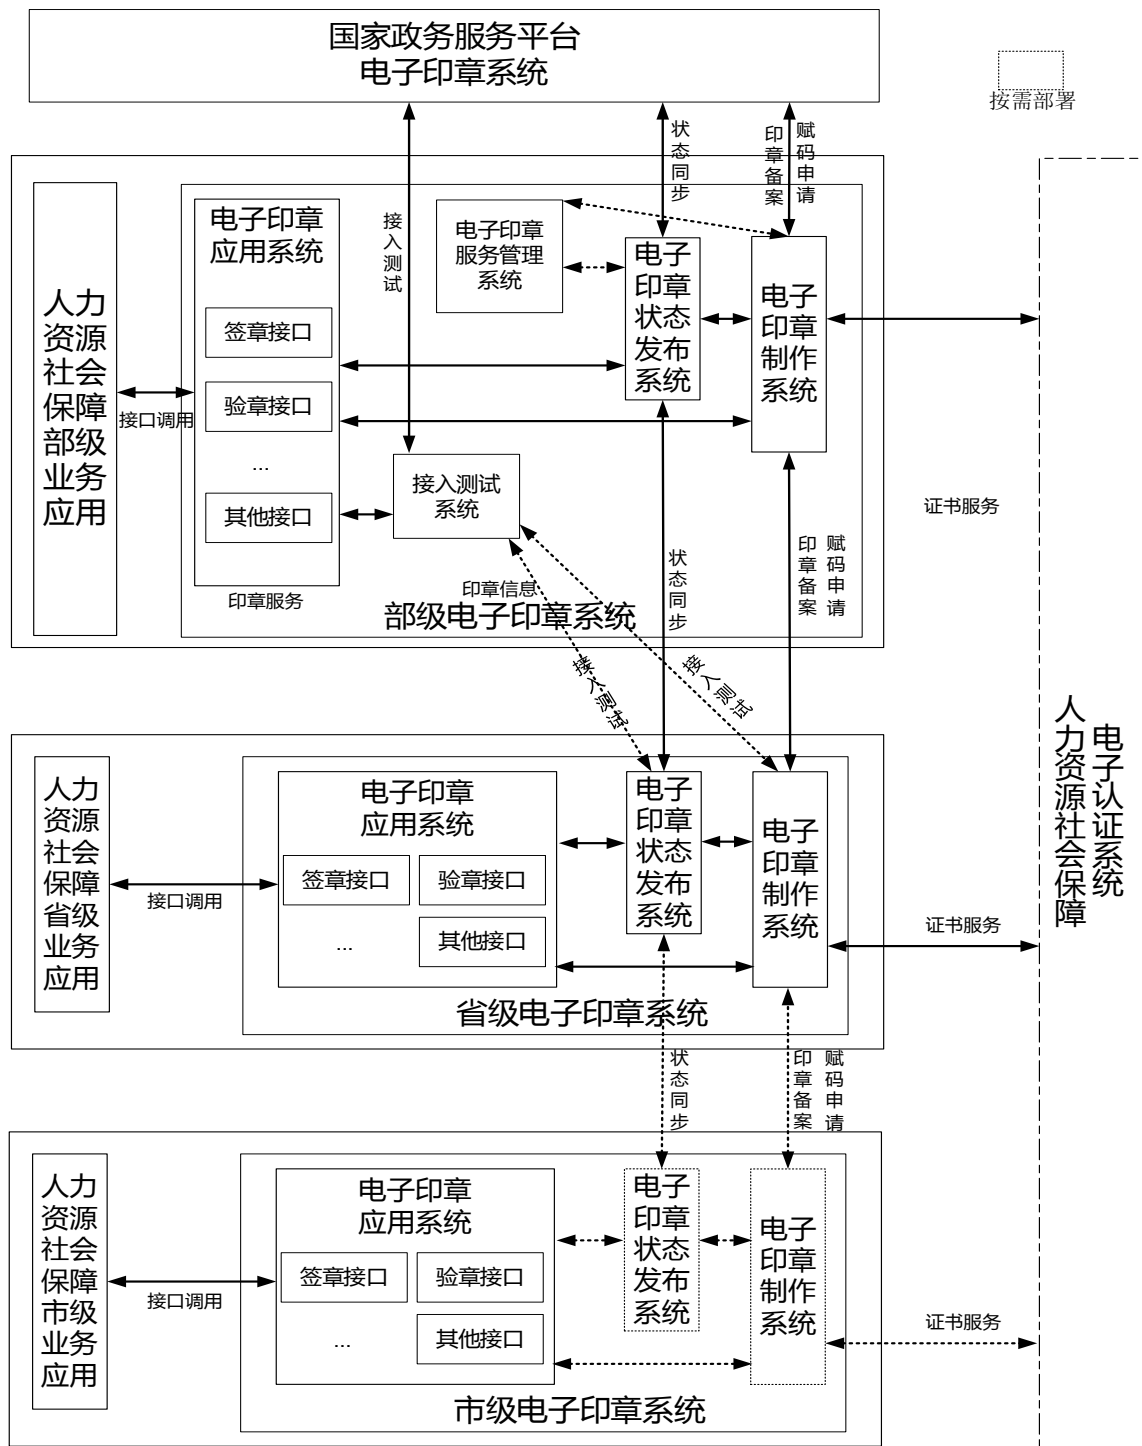 国家政务服务平台
电子印章系统
按需部署
状态同步
印章备案
赋码申请
接入测试
电子印章
应用系统
签章接口
验章接口
...
其他接口
印章服务
电子印章
服务管理
系统
电子
印章
状态
发布
系统
电子
印章
制作
系统
人力
资源
社会
保障
部级
业务
应用
接口调用
接入测试
系统
印章信息
部级电子印章系统
证书服务
状态同步
印章备案
赋码申请
接入测试
接入测试
人力资源社会保障
电子认证系统
人力
资源
社会
保障
省级
业务
应用
接口调用
电子印章
应用系统
签章接口
验章接口
...
其他接口
电子
印章
状态
发布
系统
电子
印章
制作
系统
省级电子印章系统
证书服务
状态同步
印章备案
赋码申请
人力
资源
社会
保障
市级
业务
应用
接口调用
电子印章
应用系统
签章接口
验章接口
...
其他接口
电子
印章
状态
发布
系统
电子
印章
制作
系统
市级电子印章系统
证书服务